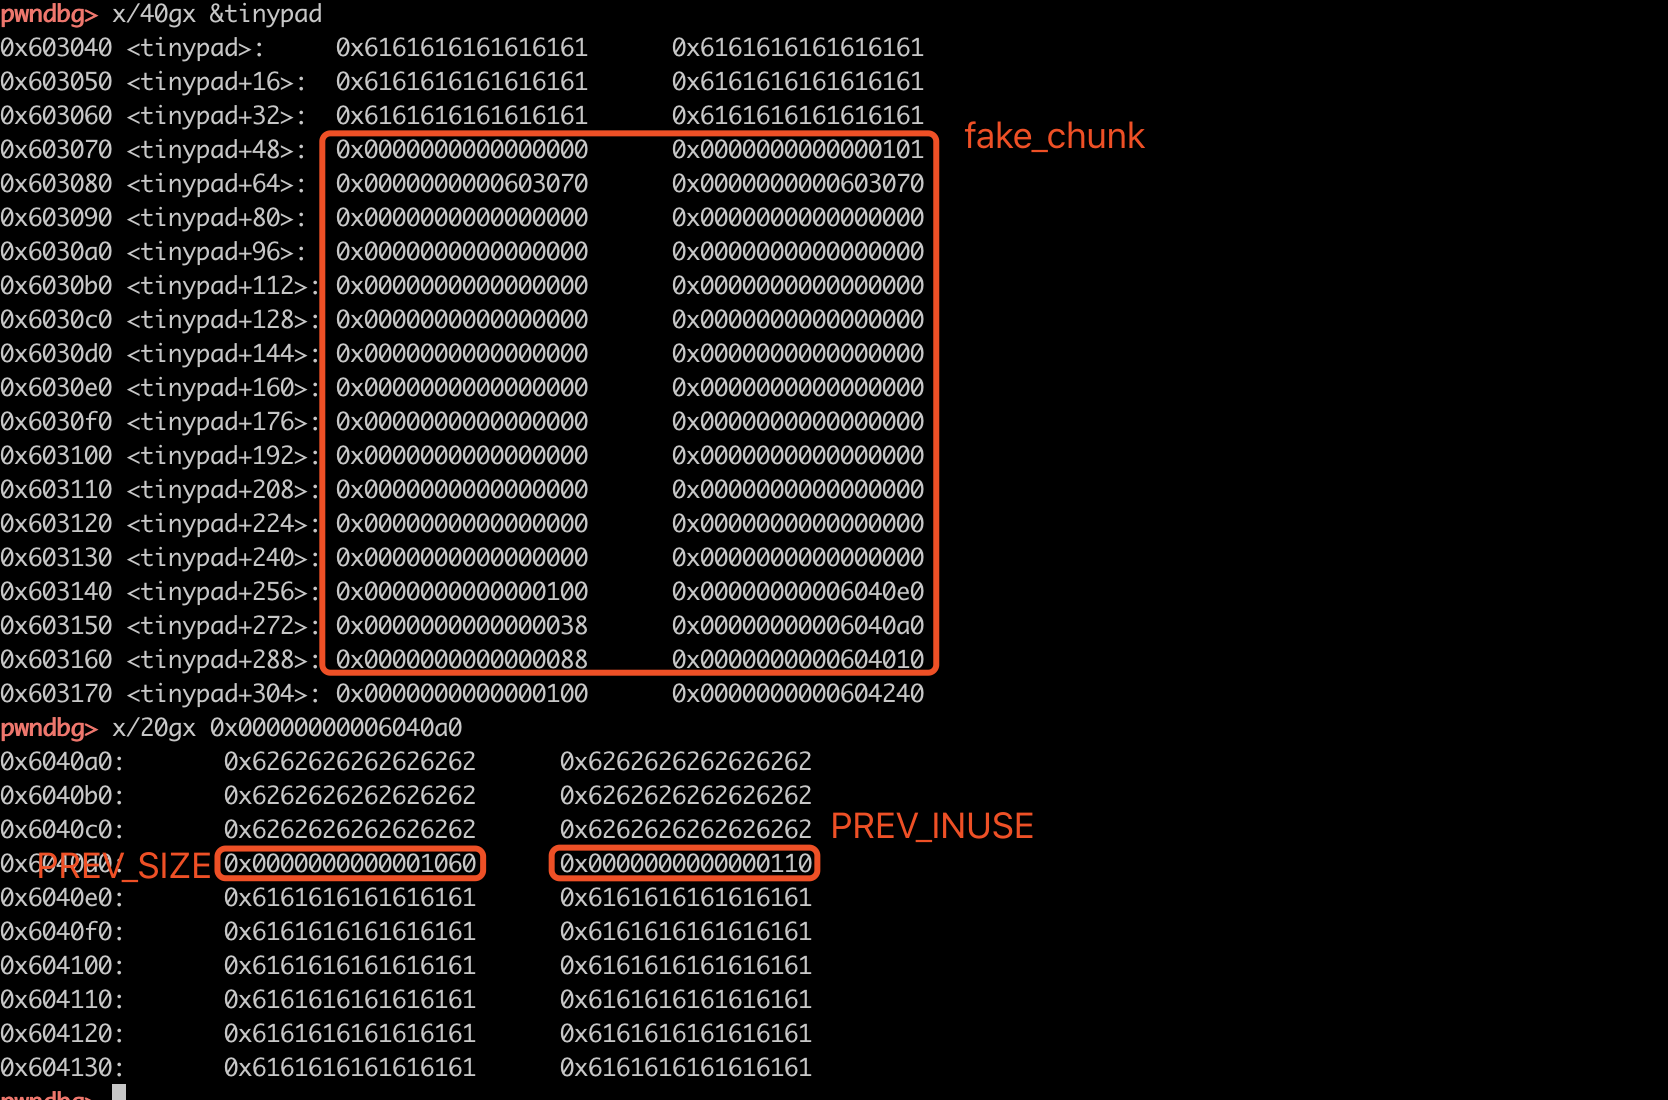 pwndbg> x/40gx &tinypad
0x603040 <tinypad>: 0x6161616161616161 0x6161616161616161
0x603050 <tinypad+16>: 0x6161616161616161 0x6161616161616161
0x603060 <tinypad+32>: 0x6161616161616161 0x6161616161616161
fake_chunk
0x603070 <tinypad+48>: 0x0000000000000000 0x0000000000000101
0x603080 <tinypad+64>: 0x0000000000603070 0x0000000000603070
0x603090 <tinypad+80>: 0x0000000000000000 0x0000000000000000
0x6030a0 <tinypad+96>: 0x0000000000000000 0x0000000000000000
0x6030b0 <tinypad+112>: 0x0000000000000000 0x0000000000000000
0x6030c0 <tinypad+128>: 0x0000000000000000 0x0000000000000000
0x6030d0 <tinypad+144>: 0x0000000000000000 0x0000000000000000
0x6030e0 <tinypad+160>: 0x0000000000000000 0x0000000000000000
0x6030f0 <tinypad+176>: 0x0000000000000000 0x0000000000000000
0x603100 <tinypad+192>: 0x0000000000000000 0x0000000000000000
0x603110 <tinypad+208>: 0x0000000000000000 0x0000000000000000
0x603120 <tinypad+224>: 0x0000000000000000 0x0000000000000000
0x603130 <tinypad+240>: 0x0000000000000000 0x0000000000000000
0x603140 <tinypad+256>: 0x0000000000000100 0x00000000006040e0
0x603150 <tinypad+272>: 0x0000000000000038 0x00000000006040a0
0x603160 <tinypad+288>: 0x0000000000000088 0x0000000000604010
0x603170 <tinypad+304>: 0x0000000000000100 0x0000000000604240
pwndbg> x/20gx 0x00000000006040a0
0x6040a0: 0x6262626262626262 0x6262626262626262
0x6040b0: 0x6262626262626262 0x6262626262626262
0x6040c0: 0x6262626262626262 0x6262626262626262 PREV_INUSE
0x6040d0: PREV_SIZE 0x0000000000001060 0x0000000000000110
0x6040e0: 0x6161616161616161 0x6161616161616161
0x6040f0: 0x6161616161616161 0x6161616161616161
0x604100: 0x6161616161616161 0x6161616161616161
0x604110: 0x6161616161616161 0x6161616161616161
0x604120: 0x6161616161616161 0x6161616161616161
0x604130: 0x6161616161616161 0x6161616161616161
pwndbg>